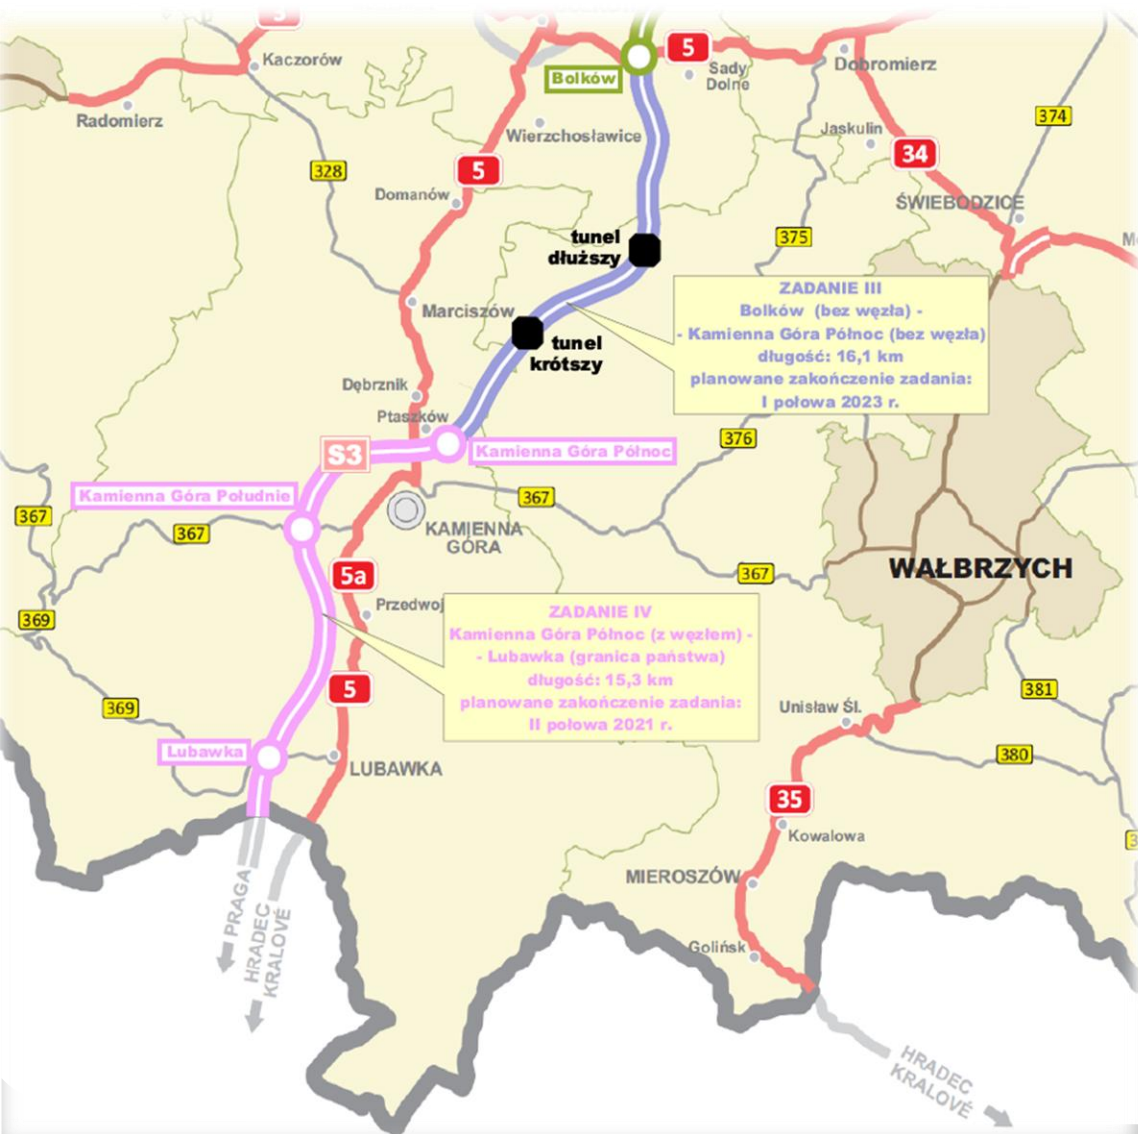 3
Kaczorów
Radomierz
328
Bolków
5
Sady
Dolne
Dobromierz
374
Wierzchosławice
Jaskulin
34
5
Domanów
ŚWIEBODZICE
375
tunel
dłuższy
Marciszów
tunel
krótszy
ZADANIE III
Bolków (bez węzła) -
- Kamienna Góra Północ (bez węzła)
długość: 16,1 km
planowane zakończenie zadania:
I połowa 2023 r.
Dębrznik
Ptaszków
376
S3
Kamienna Góra Północ
Kamienna Góra Południe
367
367
367
KAMIENNA
GÓRA
5a
367
WAŁBRZYCH
369
Przedwoj
ZADANIE IV
Kamienna Góra Północ (z węzłem) -
- Lubawka (granica państwa)
długość: 15,3 km
planowane zakończenie zadania:
II połowa 2021 r.
5
369
381
Unisław Śl.
Lubawka
LUBAWKA
380
35
Kowalowa
MIEROSZÓW
Golińsk
PRAGA
HRADEC
KRALOVÉ
HRADEC
KRALOVÉ